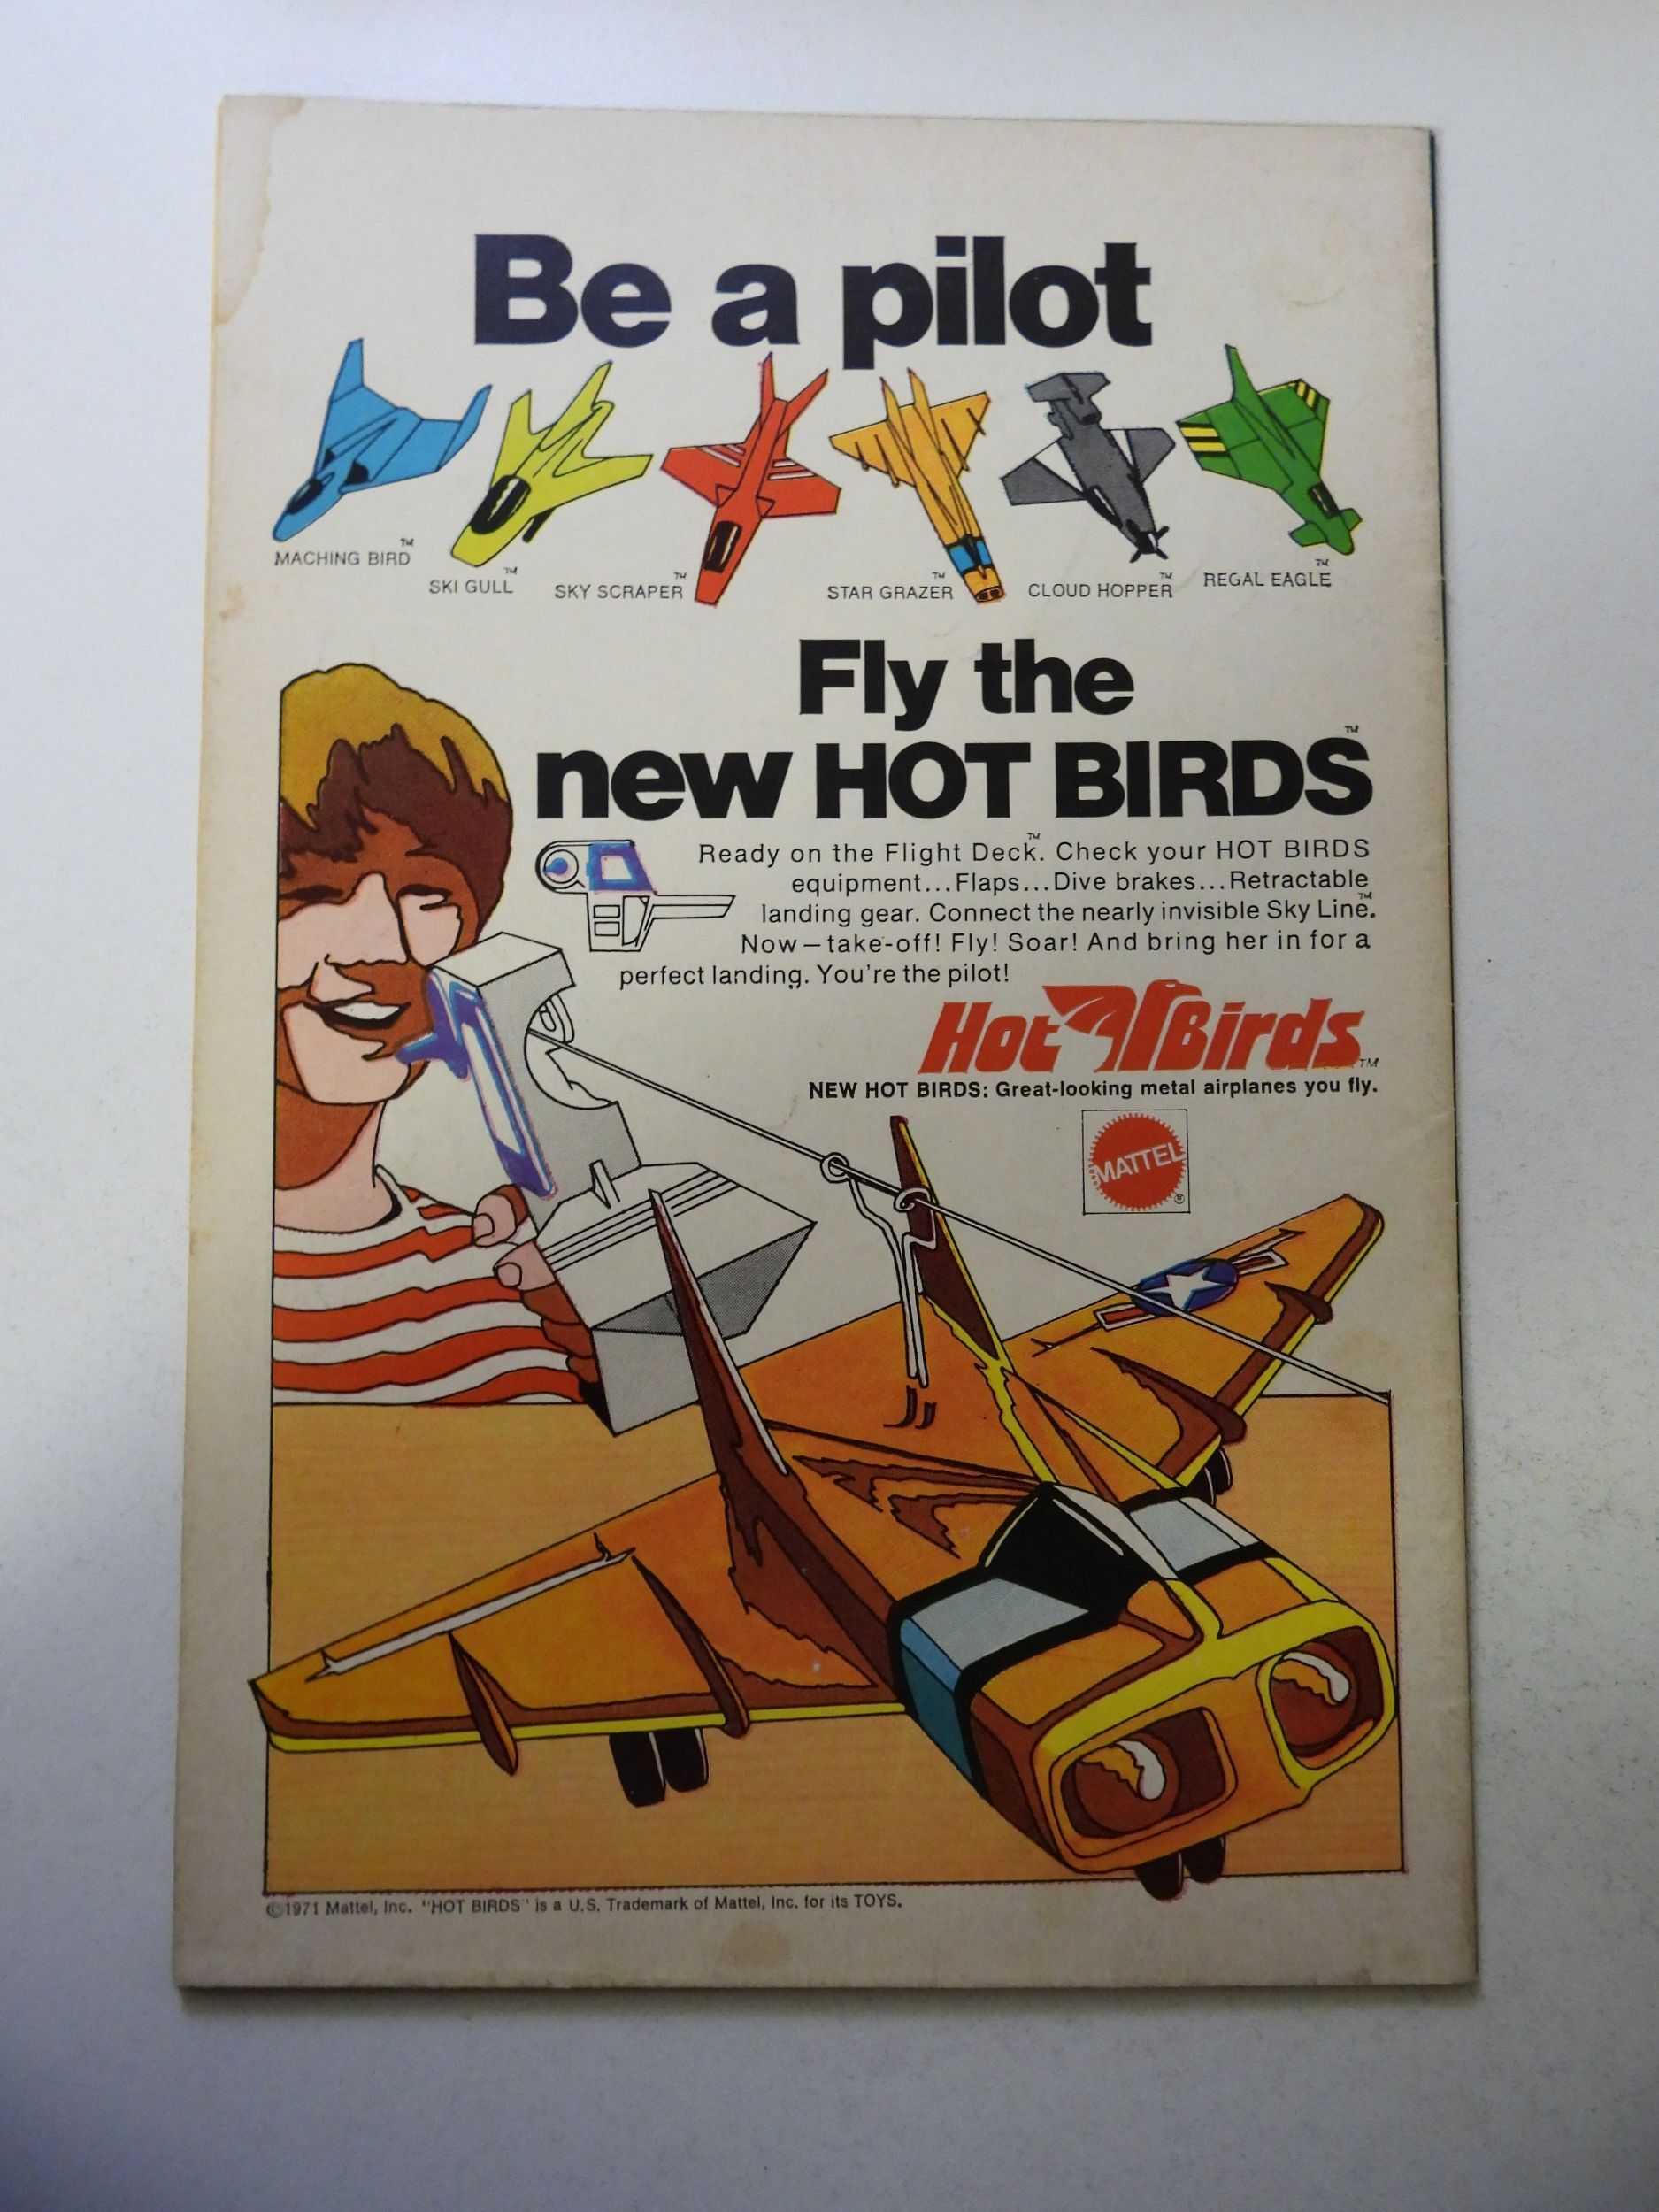 Be a pilot
MACHING BIRD™
SKI GULL™
SKY SCRAPER™
STAR GRAZER™
CLOUD HOPPER™
REGAL EAGLE™
Fly the
new HOT BIRDS™
Ready on the Flight Deck™. Check your HOT BIRDS
equipment...Flaps...Dive brakes...Retractable
landing gear. Connect the nearly invisible Sky Line™.
Now—take-off! Fly! Soar! And bring her in for a
perfect landing. You're the pilot!
Hot Birds™
NEW HOT BIRDS: Great-looking metal airplanes you fly.
MATTEL®
©1971 Mattel, Inc. "HOT BIRDS" is a U.S. Trademark of Mattel, Inc. for its TOYS.